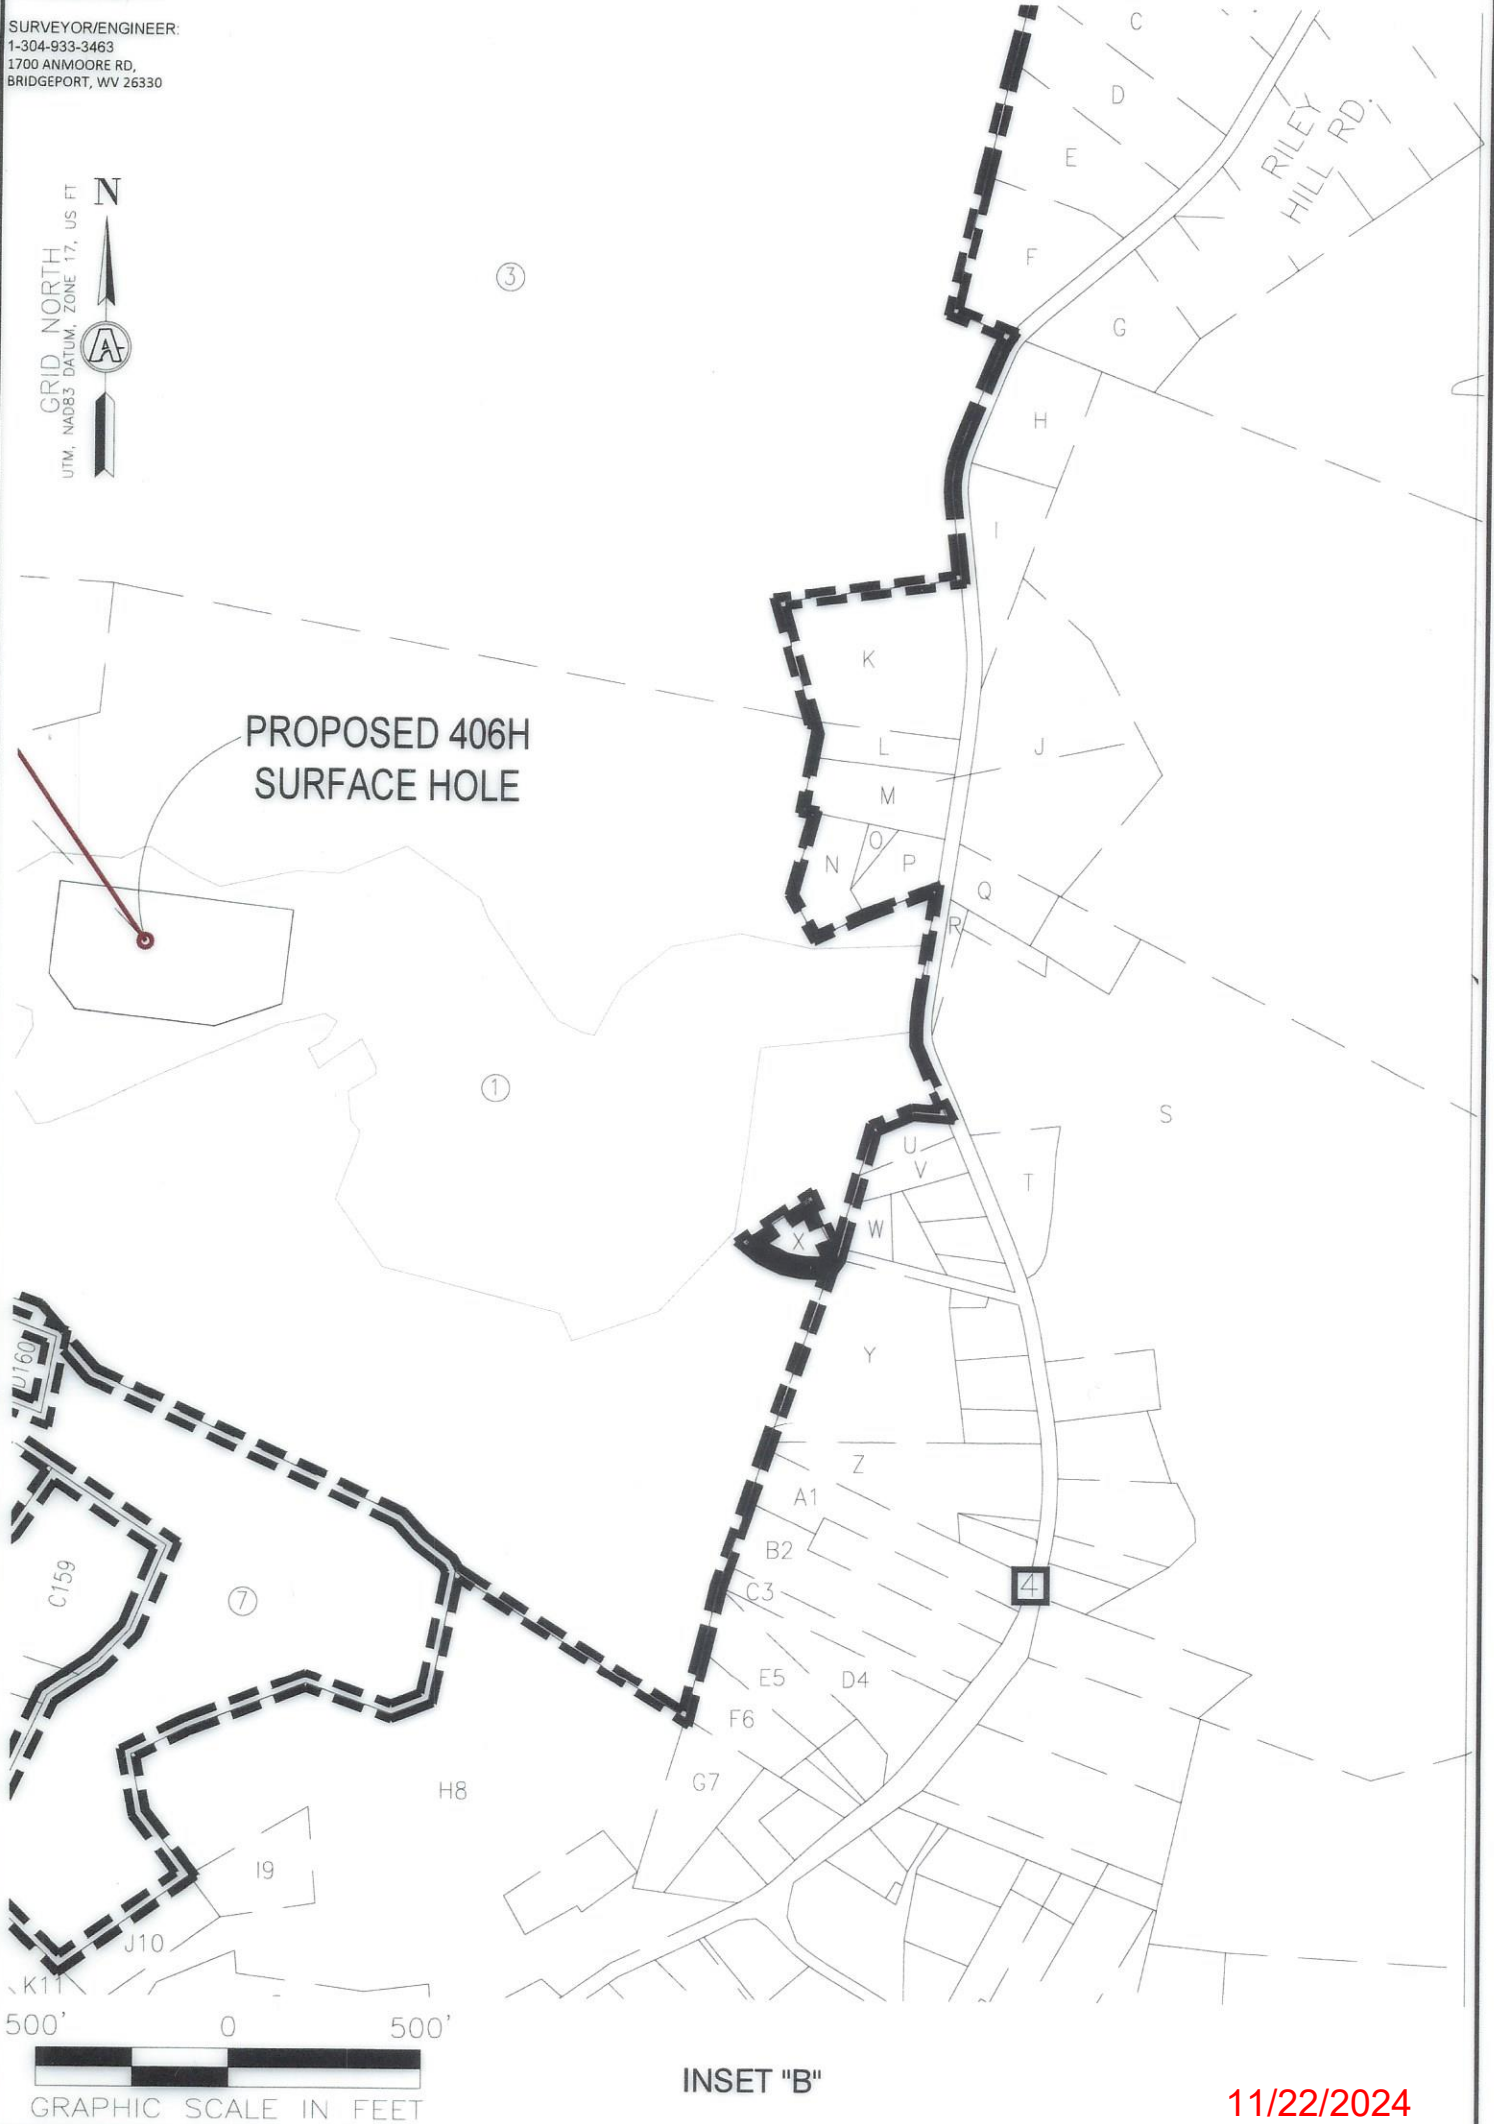 SURVEYOR/ENGINEER:
1-304-933-3463
1700 ANMOORE RD,
BRIDGEPORT, WV 26330
N
GRID NORTH
UTM, NAD83 DATUM, ZONE 17, US FT
A
C
D
E
F
G
RILEY
HILL RD.
3
H
I
K
L
J
M
PROPOSED 406H
SURFACE HOLE
N
O
P
Q
R
1
S
U
V
T
W
X
Y
D160
Z
A1
B2
C3
4
C159
7
E5
D4
F6
G7
H8
I9
J10
K11
500' 0 500'
GRAPHIC SCALE IN FEET
INSET "B"
11/22/2024